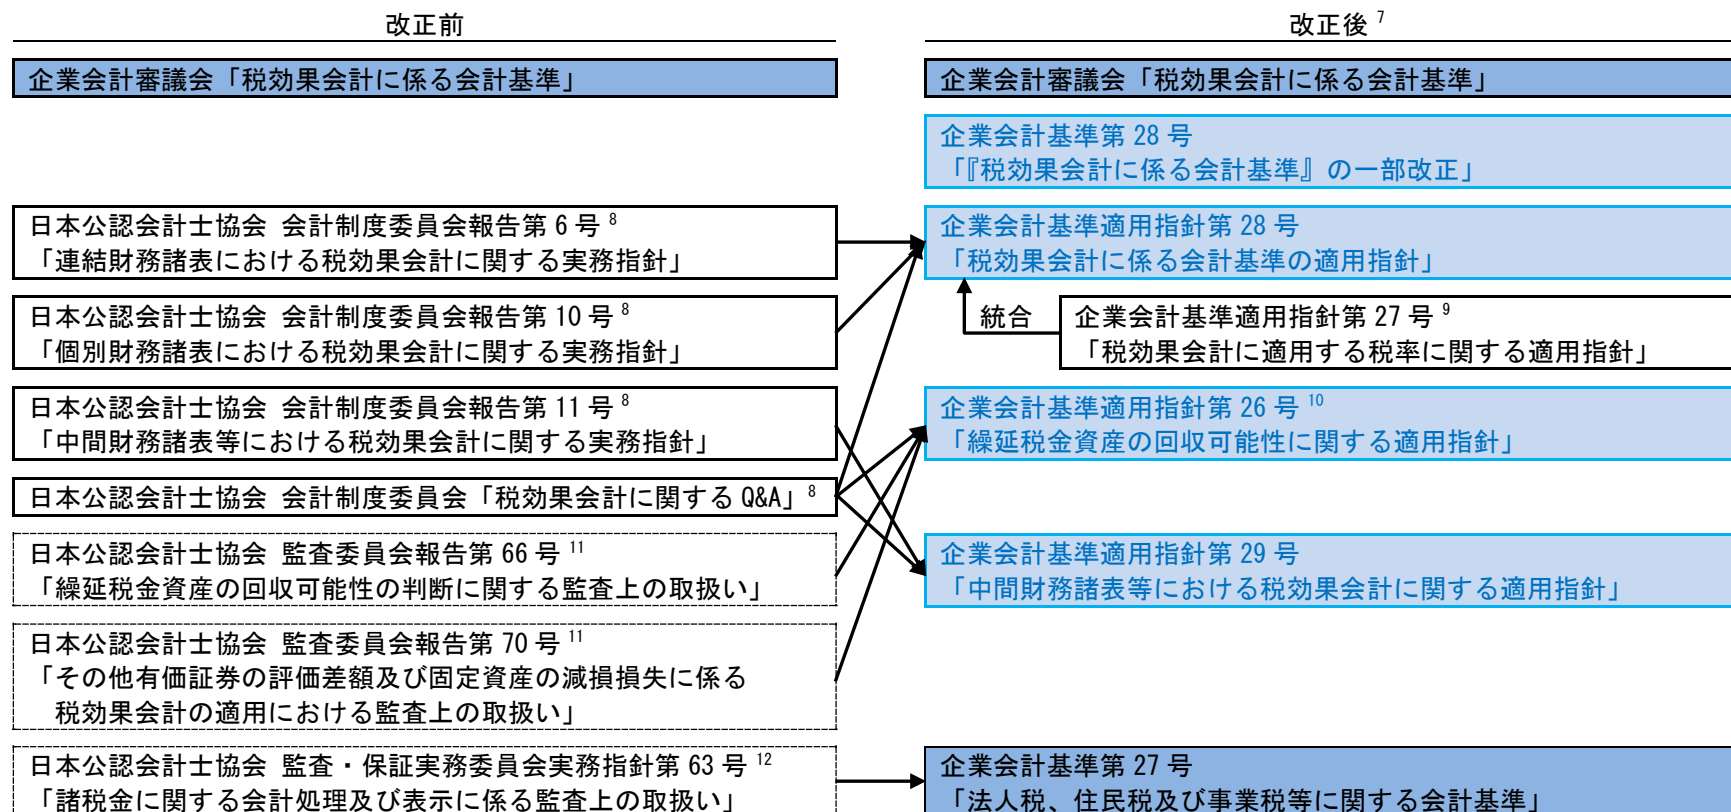 改正前
企業会計審議会「税効果会計に係る会計基準」
日本公認会計士協会 会計制度委員会報告第 6 号 8
「連結財務諸表における税効果会計に関する実務指針」
日本公認会計士協会 会計制度委員会報告第 10 号 8
「個別財務諸表における税効果会計に関する実務指針」
日本公認会計士協会 会計制度委員会報告第 11 号 8
「中間財務諸表等における税効果会計に関する実務指針」
日本公認会計士協会 会計制度委員会「税効果会計に関する Q&A」8
日本公認会計士協会 監査委員会報告第 66 号 11
「繰延税金資産の回収可能性の判断に関する監査上の取扱い」
日本公認会計士協会 監査委員会報告第 70 号 11
「その他有価証券の評価差額及び固定資産の減損損失に係る
税効果会計の適用における監査上の取扱い」
日本公認会計士協会 監査・保証実務委員会実務指針第 63 号 12
「諸税金に関する会計処理及び表示に係る監査上の取扱い」
改正後 7
企業会計審議会「税効果会計に係る会計基準」
企業会計基準第 28 号
「『税効果会計に係る会計基準』の一部改正」
企業会計基準適用指針第 28 号
「税効果会計に係る会計基準の適用指針」
統合
企業会計基準適用指針第 27 号 9
「税効果会計に適用する税率に関する適用指針」
企業会計基準適用指針第 26 号 10
「繰延税金資産の回収可能性に関する適用指針」
企業会計基準適用指針第 29 号
「中間財務諸表等における税効果会計に関する適用指針」
企業会計基準第 27 号
「法人税、住民税及び事業税等に関する会計基準」